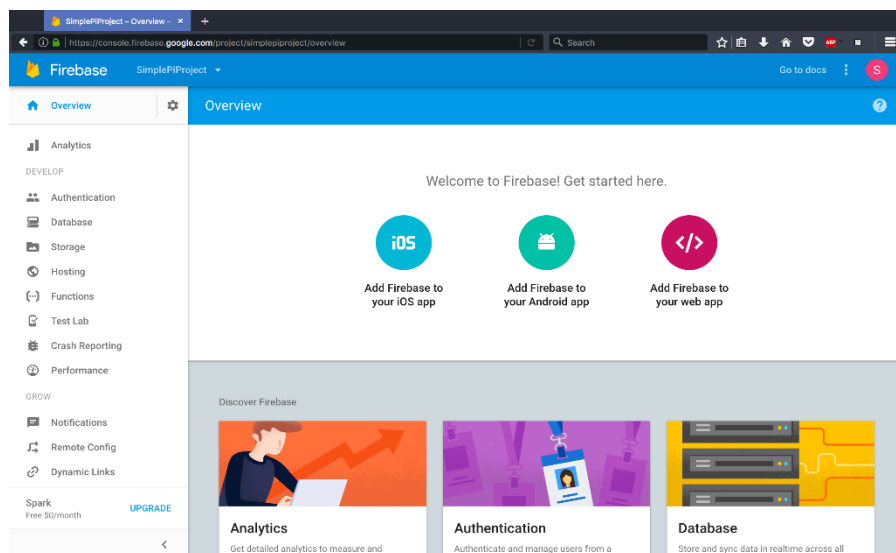 SimplePiProject – Overview –
https://console.firebase.google.com/project/simplepiproject/overview
Search
ABP
Firebase
SimplePiProject
Go to docs
S
Overview
Overview
?
Analytics
DEVELOP
Authentication
Database
Storage
Hosting
Functions
Test Lab
Crash Reporting
Performance
GROW
Notifications
Remote Config
Dynamic Links
Spark
Free $0/month
UPGRADE
Welcome to Firebase! Get started here.
iOS
</>
Add Firebase to
your iOS app
Add Firebase to
your Android app
Add Firebase to
your web app
Discover Firebase
Analytics
Get detailed analytics to measure and
Authentication
Authenticate and manage users from a
Database
Store and sync data in realtime across all